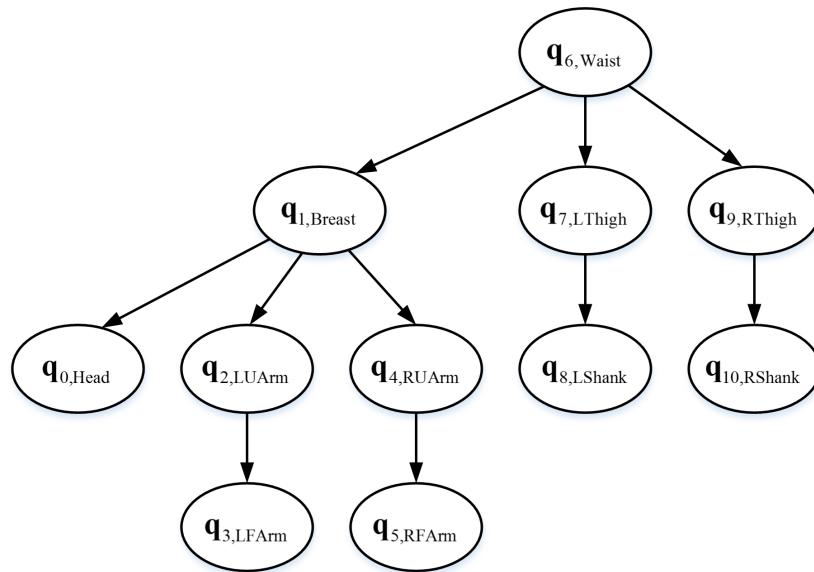 q6,Waist
q1,Breast
q7,LThigh
q9,RThigh
q0,Head
q2,LUArm
q4,RUArm
q8,LShank
q10,RShank
q3,LFArm
q5,RFArm